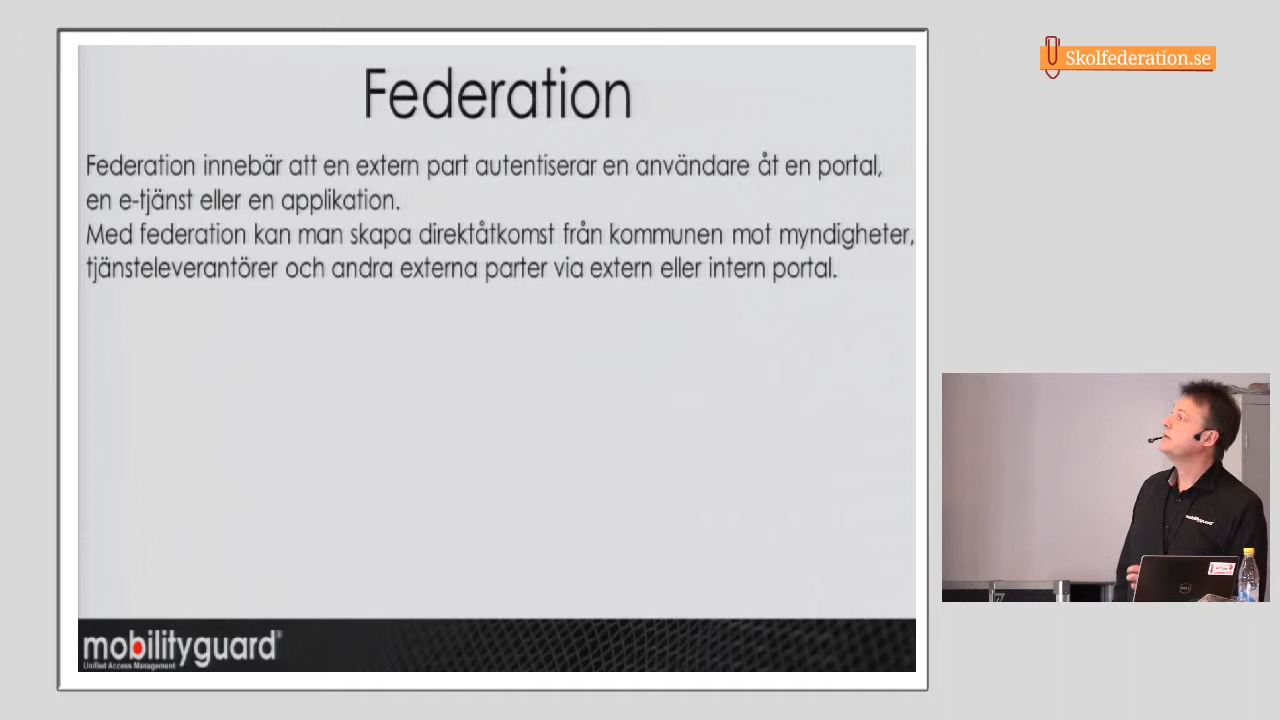 Federation
Federation innebär att en extern part autentiserar en användare åt en portal,
en e-tjänst eller en applikation.
Med federation kan man skapa direktåtkomst från kommunen mot myndigheter,
tjänsteleverantörer och andra externa parter via extern eller intern portal.
mobilityguard®
Unified Access Management
Skolfederation.se
mobilityguard
DELL